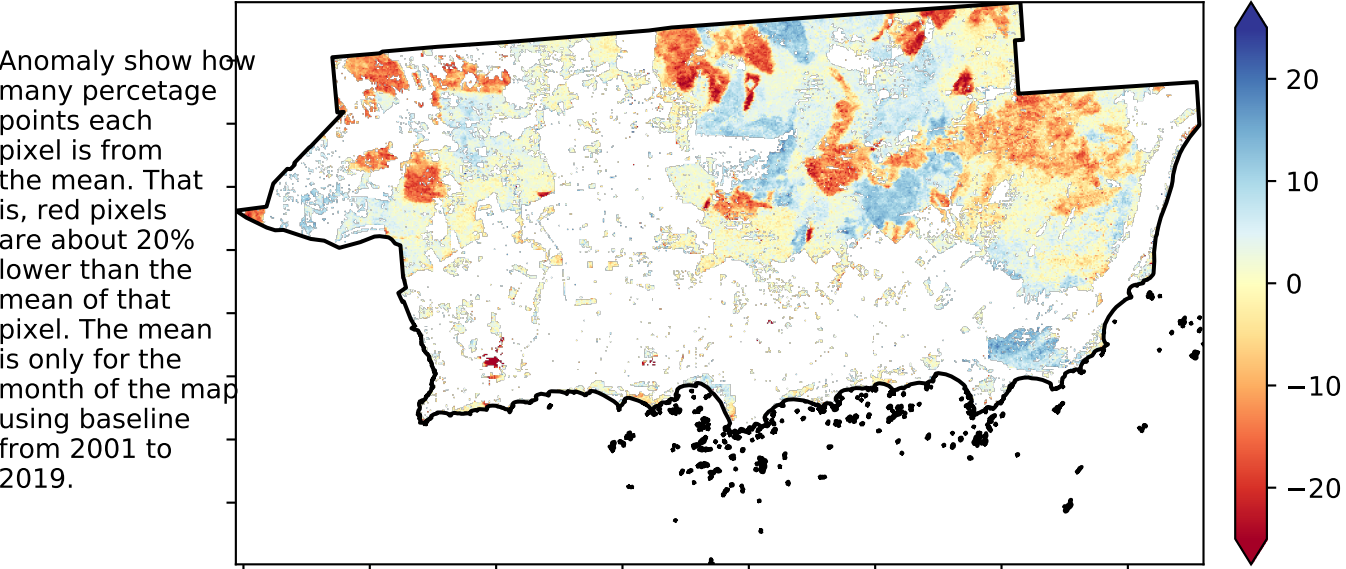 Anomaly show how
many percetage
points each
pixel is from
the mean. That
is, red pixels
are about 20%
lower than the
mean of that
pixel. The mean
is only for the
month of the map
using baseline
from 2001 to
2019.
20
10
0
−10
−20